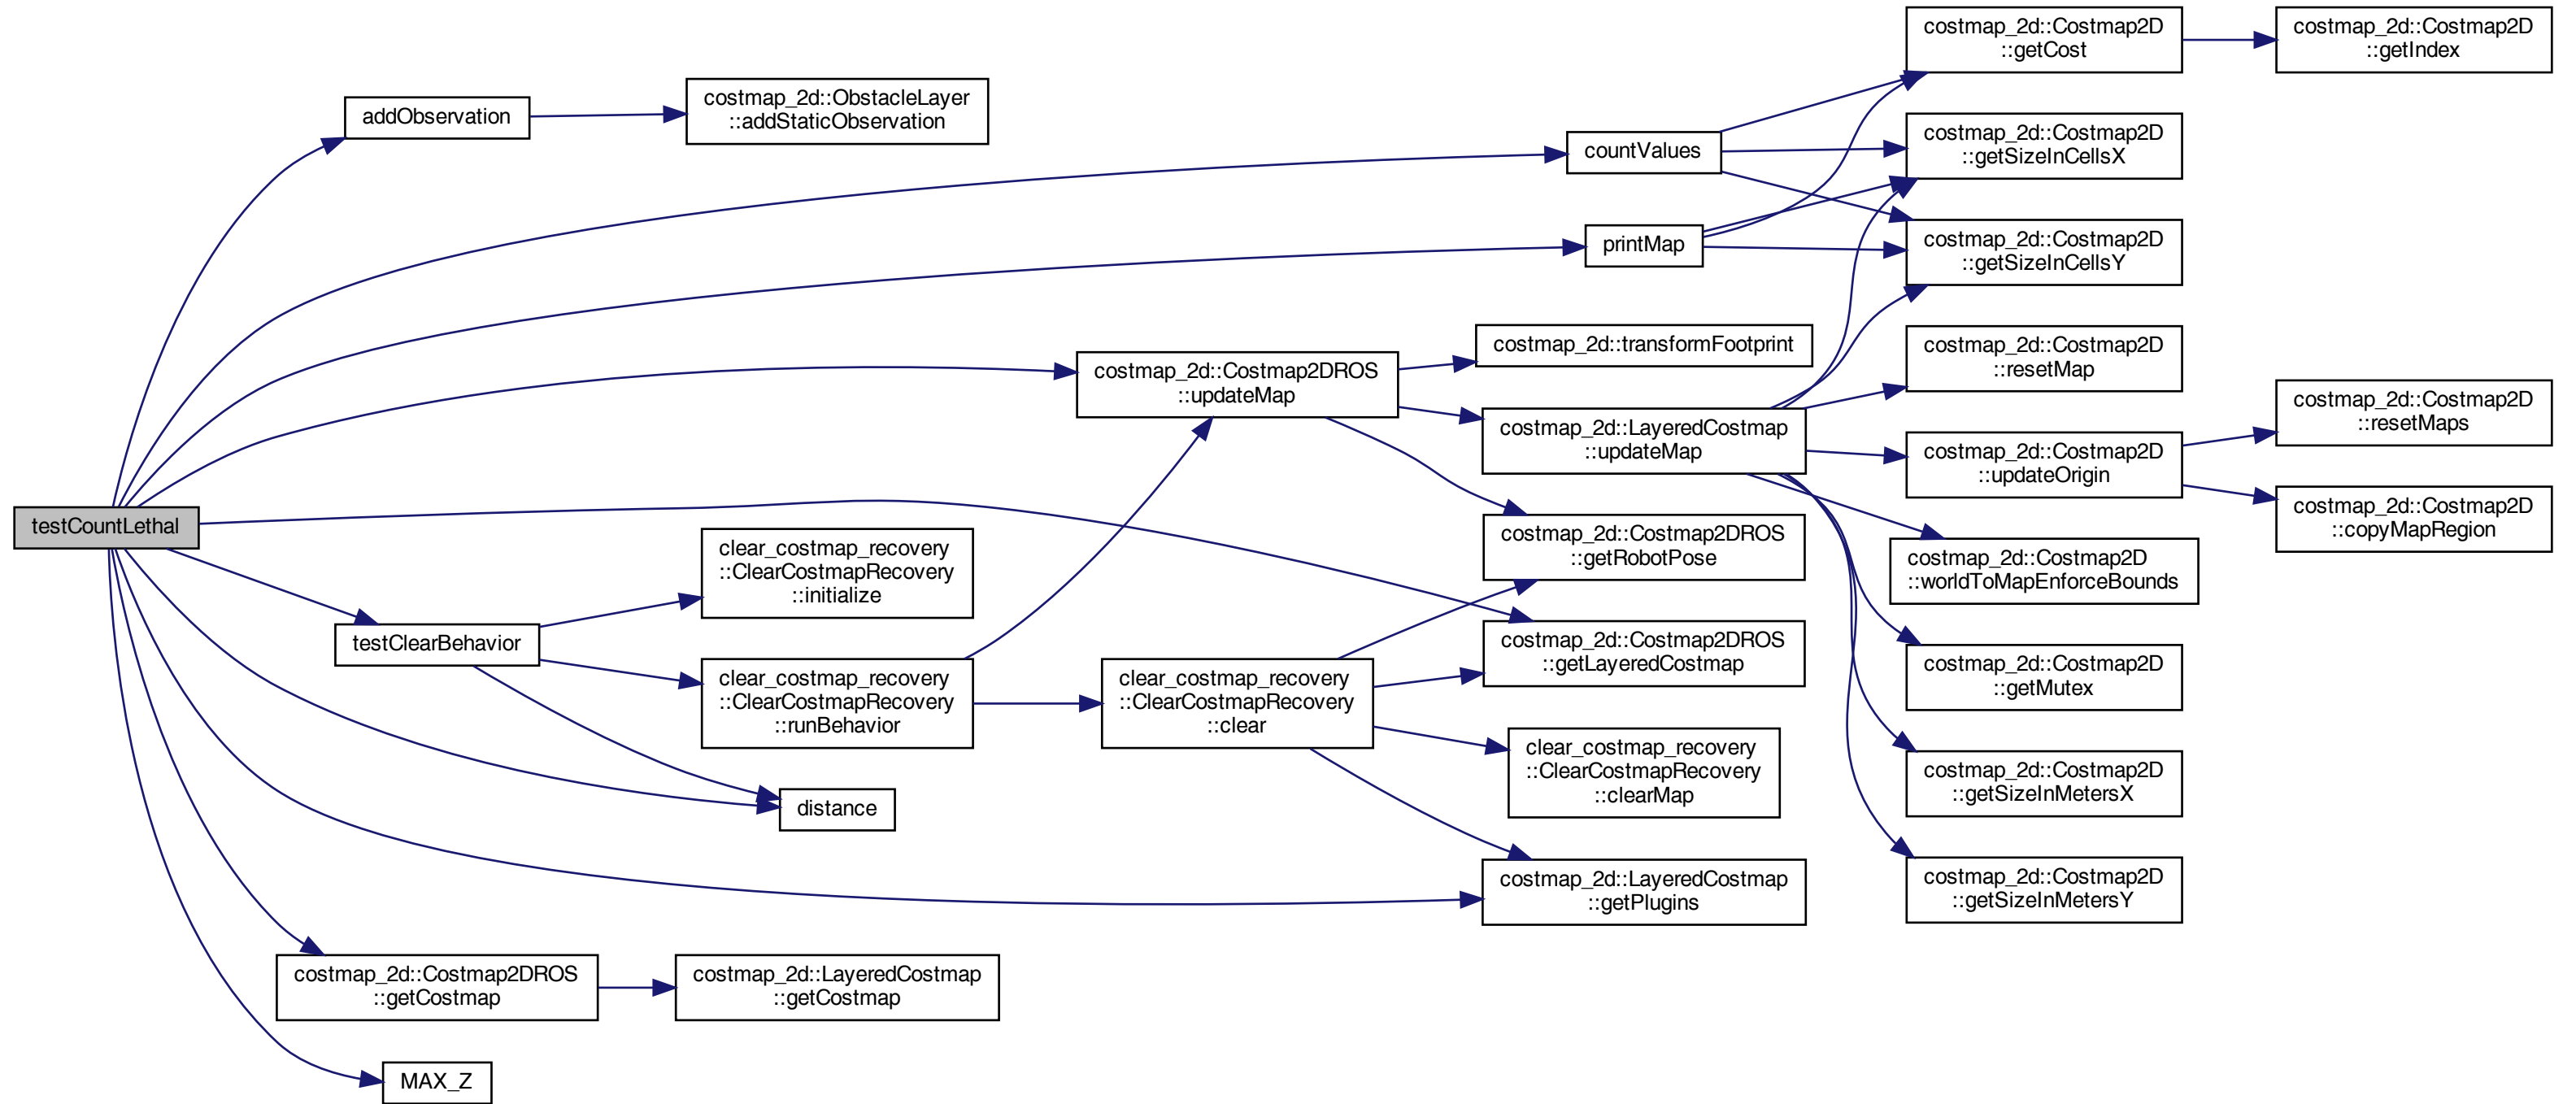 testCountLethal
addObservation
costmap_2d::ObstacleLayer
::addStaticObservation
countValues
printMap
costmap_2d::Costmap2D
::getCost
costmap_2d::Costmap2D
::getIndex
costmap_2d::Costmap2D
::getSizeInCellsX
costmap_2d::Costmap2D
::getSizeInCellsY
costmap_2d::Costmap2DROS
::updateMap
costmap_2d::transformFootprint
costmap_2d::LayeredCostmap
::updateMap
costmap_2d::Costmap2D
::resetMap
costmap_2d::Costmap2D
::updateOrigin
costmap_2d::Costmap2D
::resetMaps
costmap_2d::Costmap2D
::copyMapRegion
costmap_2d::Costmap2D
::worldToMapEnforceBounds
costmap_2d::Costmap2D
::getMutex
costmap_2d::Costmap2D
::getSizeInMetersX
costmap_2d::Costmap2D
::getSizeInMetersY
costmap_2d::Costmap2DROS
::getRobotPose
costmap_2d::Costmap2DROS
::getLayeredCostmap
testClearBehavior
clear_costmap_recovery
::ClearCostmapRecovery
::initialize
clear_costmap_recovery
::ClearCostmapRecovery
::runBehavior
clear_costmap_recovery
::ClearCostmapRecovery
::clear
clear_costmap_recovery
::ClearCostmapRecovery
::clearMap
distance
costmap_2d::LayeredCostmap
::getPlugins
costmap_2d::Costmap2DROS
::getCostmap
costmap_2d::LayeredCostmap
::getCostmap
MAX_Z